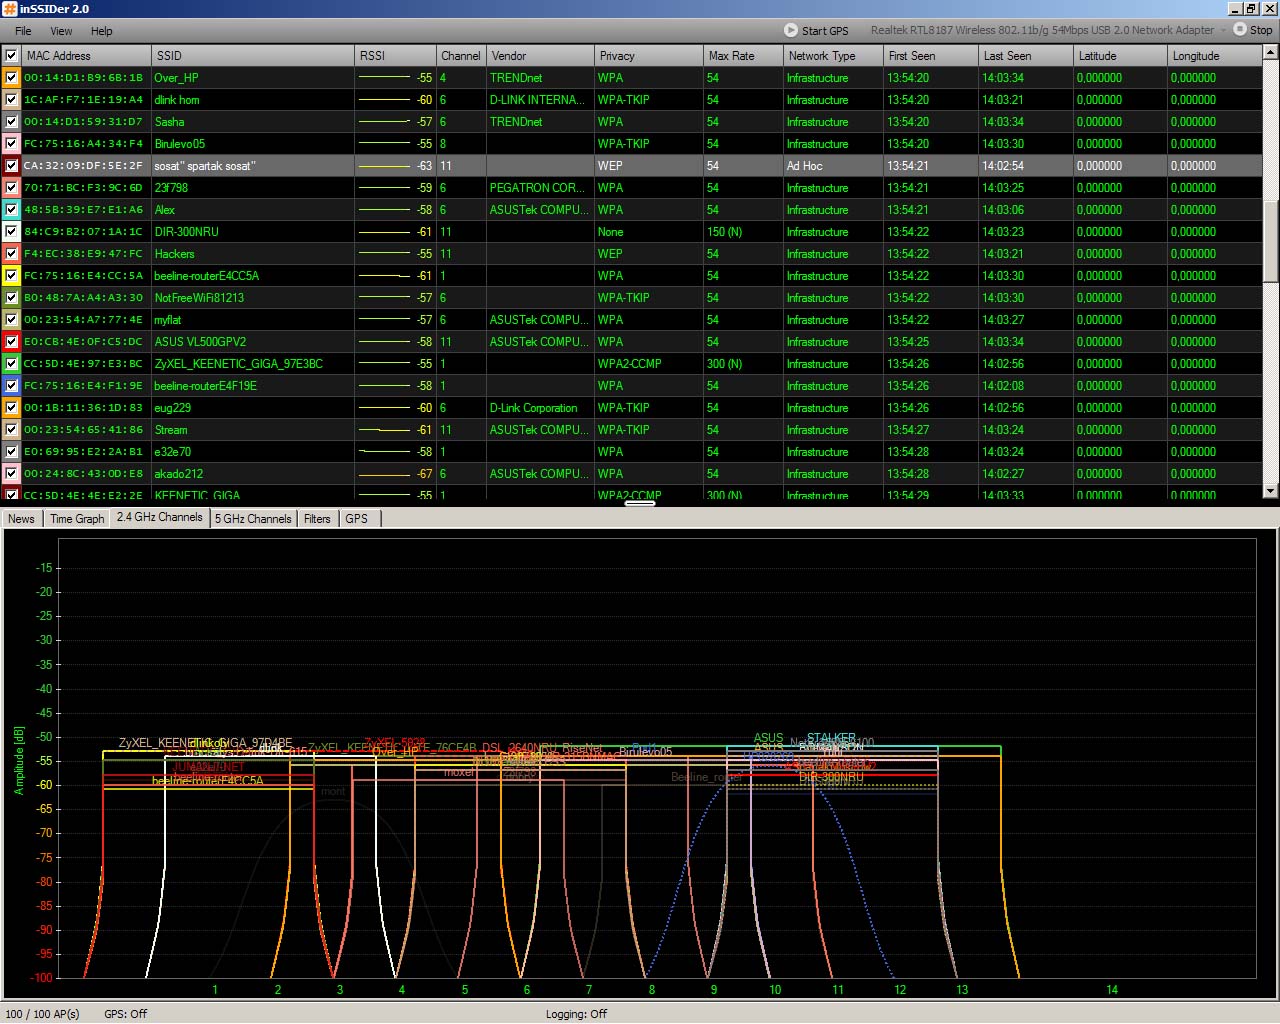 inSSIDer 2.0
File View Help Start GPS Realtek RTL8187 Wireless 802.11b/g 54Mbps USB 2.0 Network Adapter Stop
MAC Address SSID RSSI Channel Vendor Privacy Max Rate Network Type First Seen Last Seen Latitude Longitude
00:14:D1:B9:6B:1B Over_HP -55 4 TRENDnet WPA 54 Infrastructure 13:54:20 14:03:34 0,000000 0,000000
1C:AF:F7:1E:19:A4 dlink hom -60 6 D-LINK INTERNA... WPA-TKIP 54 Infrastructure 13:54:20 14:03:21 0,000000 0,000000
00:14:D1:59:31:D7 Sasha -57 6 TRENDnet WPA 54 Infrastructure 13:54:20 14:03:34 0,000000 0,000000
FC:75:16:A4:34:F4 Birulevo05 -55 8 WPA-TKIP 54 Infrastructure 13:54:20 14:03:34 0,000000 0,000000
CA:32:09:DF:5E:2F sosat" spartak sosat" -63 11 WEP 54 Ad Hoc 13:54:21 14:02:54 0,000000 0,000000
70:71:BC:F3:9C:6D 23f798 -59 6 PEGATRON COR... WPA 54 Infrastructure 13:54:21 14:03:25 0,000000 0,000000
48:5B:39:E7:E1:A6 Alex -58 6 ASUSTek COMPU... WPA 54 Infrastructure 13:54:21 14:03:06 0,000000 0,000000
84:C9:B2:07:1A:1C DIR-300NRU -61 11 None 150 (N) Infrastructure 13:54:22 14:03:23 0,000000 0,000000
F4:EC:38:E9:47:FC Hackers -55 11 WEP 54 Infrastructure 13:54:22 14:03:31 0,000000 0,000000
FC:75:16:E4:CC:5A beeline-routerE4CC5A -61 1 WPA 54 Infrastructure 13:54:22 14:03:30 0,000000 0,000000
B0:48:7A:A4:A3:30 NotFreeWiFi81213 -57 6 WPA-TKIP 54 Infrastructure 13:54:22 14:03:30 0,000000 0,000000
00:23:54:A7:77:4E myflat -57 6 ASUSTek COMPU... WPA-TKIP 54 Infrastructure 13:54:22 14:03:27 0,000000 0,000000
E0:CB:4E:0F:C5:DC ASUS VL500GPV2 -58 11 ASUSTek COMPU... WPA 54 Infrastructure 13:54:25 14:03:34 0,000000 0,000000
CC:5D:4E:97:E3:BC ZyXEL_KEENETIC_GIGA_97E3BC -55 1 WPA2-CCMP 300 (N) Infrastructure 13:54:26 14:03:34 0,000000 0,000000
FC:75:16:E4:F1:9E beeline-routerE4F19E -58 1 WPA 54 Infrastructure 13:54:26 14:02:08 0,000000 0,000000
00:1B:11:36:1D:83 eug229 -60 6 D-Link Corporation WPA-TKIP 54 Infrastructure 13:54:26 14:02:56 0,000000 0,000000
00:23:54:65:41:86 Stream -61 11 ASUSTek COMPU... WPA-TKIP 54 Infrastructure 13:54:27 14:03:24 0,000000 0,000000
E0:69:95:E2:2A:B1 e32e70 -58 1 WPA 54 Infrastructure 13:54:28 14:03:24 0,000000 0,000000
00:24:8C:43:0D:E8 akado212 -67 6 ASUSTek COMPU... WPA 54 Infrastructure 13:54:28 14:02:27 0,000000 0,000000
CC:5D:4E:4E:E2:2E KEENETIC_GIGA -55 1 WPA2-CCMP 300 (N) Infrastructure 13:54:29 14:03:33 0,000000 0,000000
News Time Graph 2.4 GHz Channels 5 GHz Channels Filters GPS
Amplitude [dB]
-15
-20
-25
-30
-35
-40
-45
-50
-55
-60
-65
-70
-75
-80
-85
-90
-95
-100
ASUS STALKER
ZyXEL_KEENETIC_GIGA_97D4BE
ASUS
Over_HP
Birulevo05
moxel
Beeline_router
DIR-300NRU
beeline-routerE4CC5A
mont
1 2 3 4 5 6 7 8 9 10 11 12 13 14
100 / 100 AP(s) GPS: Off Logging: Off